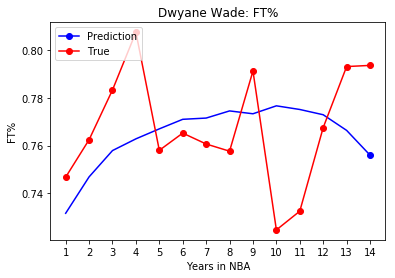 Dwyane Wade: FT%
Prediction
True
0.80
0.78
0.76
0.74
FT%
1 2 3 4 5 6 7 8 9 10 11 12 13 14
Years in NBA